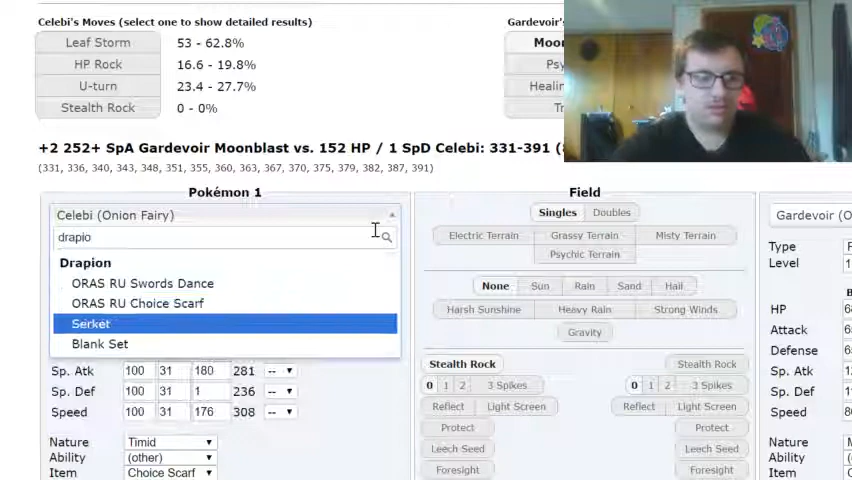 Celebi's Moves (select one to show detailed results)
Leaf Storm 53 - 62.8%
HP Rock 16.6 - 19.8%
U-turn 23.4 - 27.7%
Stealth Rock 0 - 0%
Gardevoir's
+2 252+ SpA Gardevoir Moonblast vs. 152 HP / 1 SpD Celebi: 331-391
(331, 336, 340, 343, 348, 351, 355, 360, 363, 367, 370, 375, 379, 382, 387, 391)
Pokémon 1
Celebi (Onion Fairy)
drapio
Drapion
ORAS RU Swords Dance
ORAS RU Choice Scarf
Serket
Blank Set
Sp. Atk 100 31 180 281 --
Sp. Def 100 31 1 236 --
Speed 100 31 176 308 --
Nature Timid
Ability (other)
Item Choice Scarf
Field
Singles Doubles
Electric Terrain Grassy Terrain Misty Terrain
Psychic Terrain
None Sun Rain Sand Hail
Harsh Sunshine Heavy Rain Strong Winds
Gravity
Stealth Rock Stealth Rock
0 1 2 3 Spikes 0 1 2 3 Spikes
Reflect Light Screen Reflect Light Screen
Protect Protect
Leech Seed Leech Seed
Foresight Foresight
Gardevoir
Type
Level
HP
Attack
Defense
Sp. Atk
Sp. Def
Speed
Nature
Ability
Item